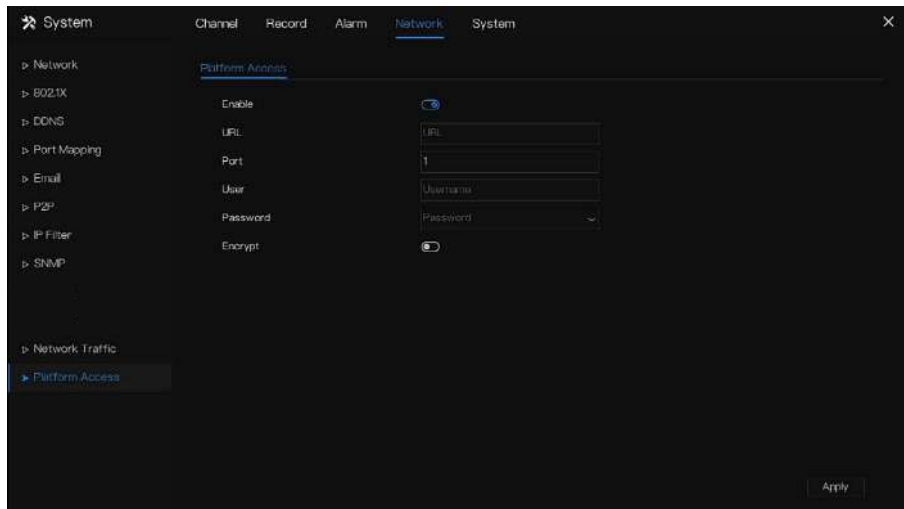 System
Channel Record Alarm Network System
Network
802.1X
DDNS
Port Mapping
Email
P2P
IP Filter
SNMP
Network Traffic
Platform Access
Platform Access
Enable
URL URL
Port 1
User Username
Password Password
Encrypt
Apply